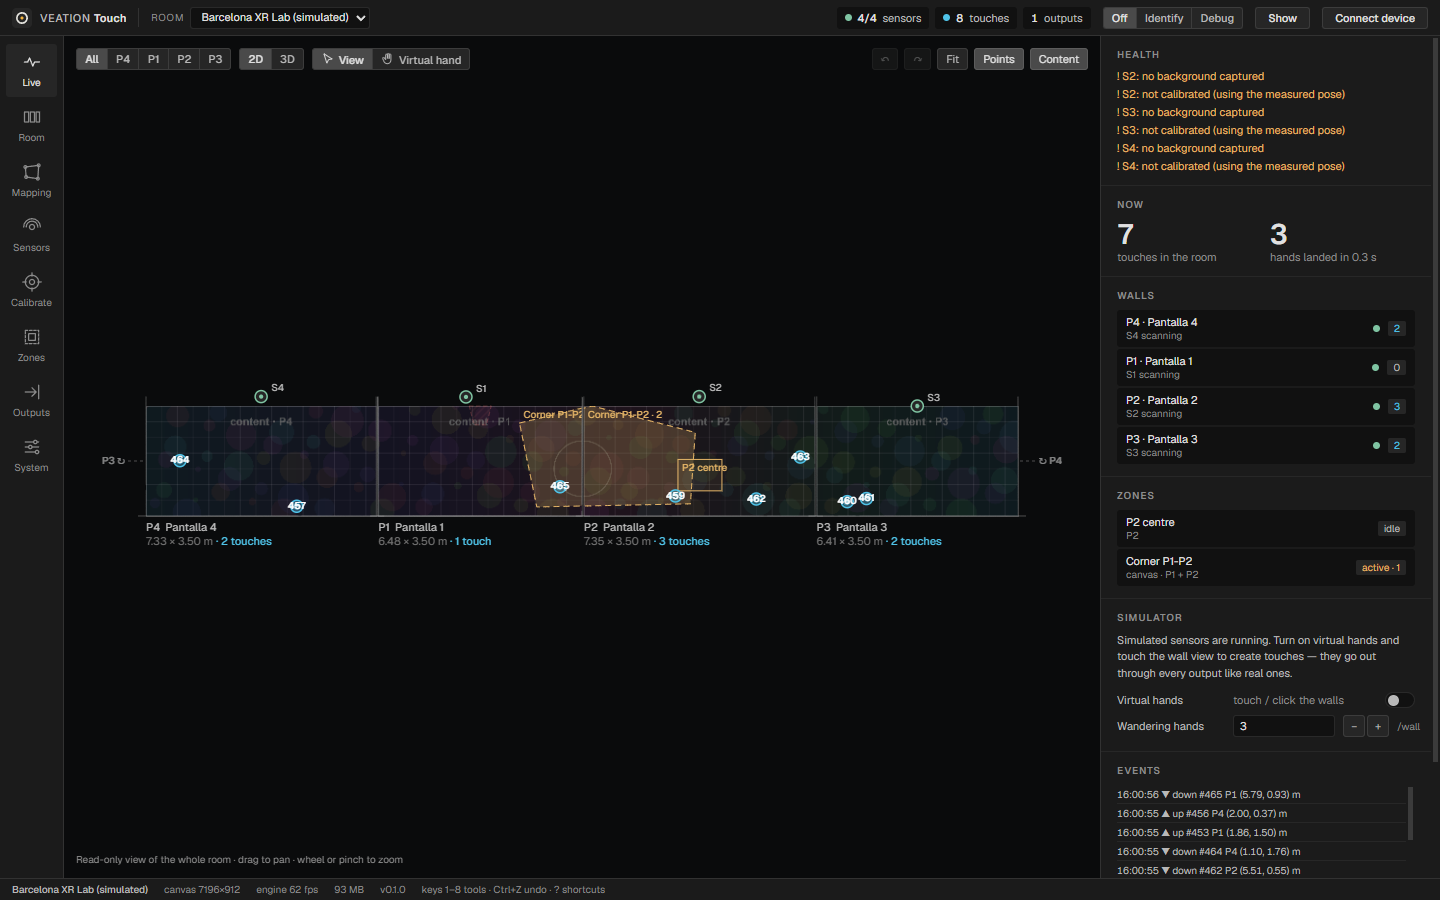 VEATION Touch
ROOM
Barcelona XR Lab (simulated)
4/4 sensors
8 touches
1 outputs
Off Identify Debug
Show
Connect device
Live
Room
Mapping
Sensors
Calibrate
Zones
Outputs
System
All P4 P1 P2 P3
2D 3D
View Virtual hand
Fit
Points
Content
S4
S1
S2
S3
content · P4
content · P1
Corner P1-P2
Corner P1-P2 · 2
content · P2
content · P3
P3
P4
464
457
465
P2 centre
459
462
463
460
461
P4 Pantalla 4
7.33 × 3.50 m · 2 touches
P1 Pantalla 1
6.48 × 3.50 m · 1 touch
P2 Pantalla 2
7.35 × 3.50 m · 3 touches
P3 Pantalla 3
6.41 × 3.50 m · 2 touches
Read-only view of the whole room · drag to pan · wheel or pinch to zoom
HEALTH
! S2: no background captured
! S2: not calibrated (using the measured pose)
! S3: no background captured
! S3: not calibrated (using the measured pose)
! S4: no background captured
! S4: not calibrated (using the measured pose)
NOW
7
touches in the room
3
hands landed in 0.3 s
WALLS
P4 · Pantalla 4
S4 scanning
2
P1 · Pantalla 1
S1 scanning
0
P2 · Pantalla 2
S2 scanning
3
P3 · Pantalla 3
S3 scanning
2
ZONES
P2 centre
P2
idle
Corner P1-P2
canvas · P1 + P2
active · 1
SIMULATOR
Simulated sensors are running. Turn on virtual hands and
touch the wall view to create touches — they go out
through every output like real ones.
Virtual hands touch / click the walls
Wandering hands 3 − + /wall
EVENTS
16:00:56 ▼ down #465 P1 (5.79, 0.93) m
16:00:55 ▲ up #456 P4 (2.00, 0.37) m
16:00:55 ▲ up #453 P1 (1.86, 1.50) m
16:00:55 ▼ down #464 P4 (1.10, 1.76) m
16:00:55 ▼ down #462 P2 (5.51, 0.55) m
Barcelona XR Lab (simulated) canvas 7196×912 engine 62 fps 93 MB v0.1.0 keys 1–8 tools · Ctrl+Z undo · ? shortcuts